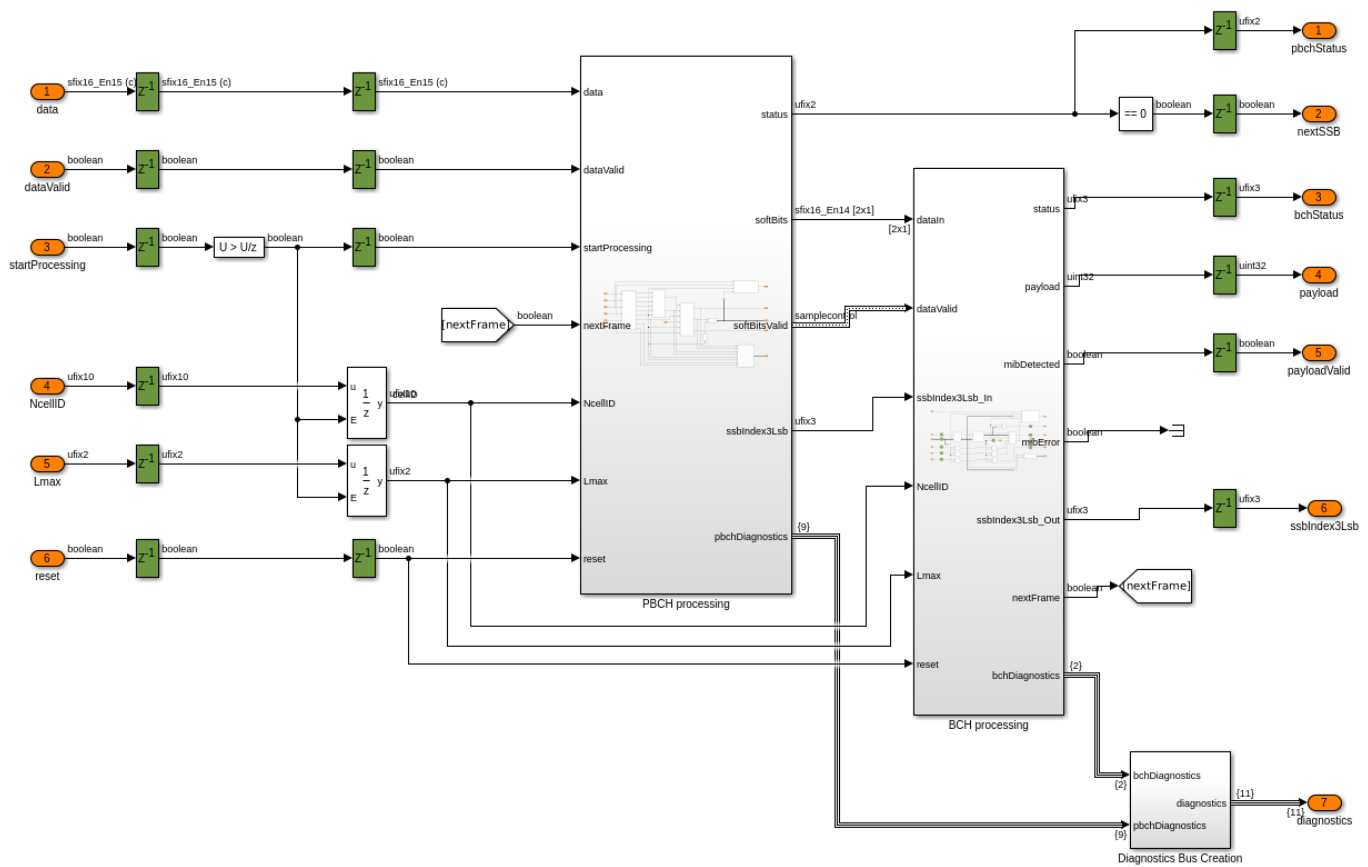 1
data
sfix16_En15 (c)
Z-1
sfix16_En15 (c)
Z-1
sfix16_En15 (c)
2
dataValid
boolean
Z-1
boolean
Z-1
boolean
3
startProcessing
boolean
Z-1
boolean
U > U/z
boolean
Z-1
boolean
[nextFrame]
boolean
4
NcellID
ufix10
Z-1
ufix10
u
E
1
z
y
5
Lmax
ufix2
Z-1
ufix2
u
E
1
z
y
ufix2
6
reset
boolean
Z-1
boolean
Z-1
boolean
data
dataValid
startProcessing
nextFrame
NcellID
Lmax
reset
status
softBits
softBitsValid
ssbIndex3Lsb
pbchDiagnostics
PBCH processing
ufix2
sfix16_En14 [2x1]
[2x1]
samplecontrol
ufix3
{9}
dataIn
dataValid
ssbIndex3Lsb_In
NcellID
Lmax
reset
status
payload
mibDetected
mibError
ssbIndex3Lsb_Out
nextFrame
bchDiagnostics
BCH processing
ufix3
uint32
boolean
boolean
ufix3
boolean
{2}
Z-1
ufix2
1
pbchStatus
== 0
boolean
Z-1
boolean
2
nextSSB
Z-1
ufix3
3
bchStatus
Z-1
uint32
4
payload
Z-1
boolean
5
payloadValid
Z-1
ufix3
6
ssbIndex3Lsb
[nextFrame]
{2}
{9}
bchDiagnostics
pbchDiagnostics
diagnostics
Diagnostics Bus Creation
{11}
{11}
7
diagnostics